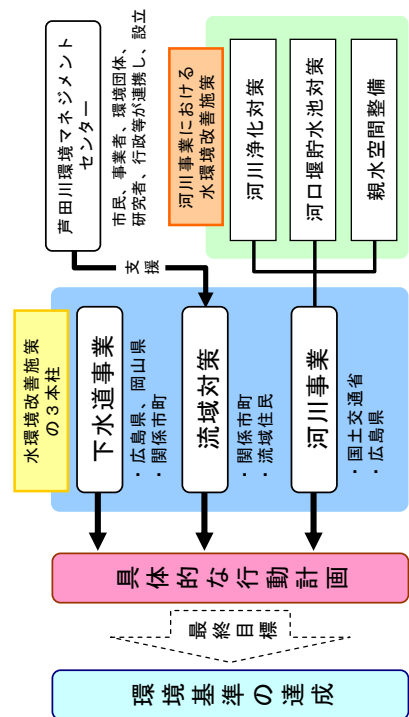 環境基準の達成
最終目標
具体的な行動計画
水環境改善施策
の３本柱
下水道事業
・広島県、岡山県
・関係市町
流域対策
・関係市町
・流域住民
河川事業
・国土交通省
・広島県
支援
芦田川環境マネジメント
センター
市民、事業者、環境団体、
研究者、行政等が連携し、設立
河川事業における
水環境改善施策
河川浄化対策
河口堰貯水池対策
親水空間整備